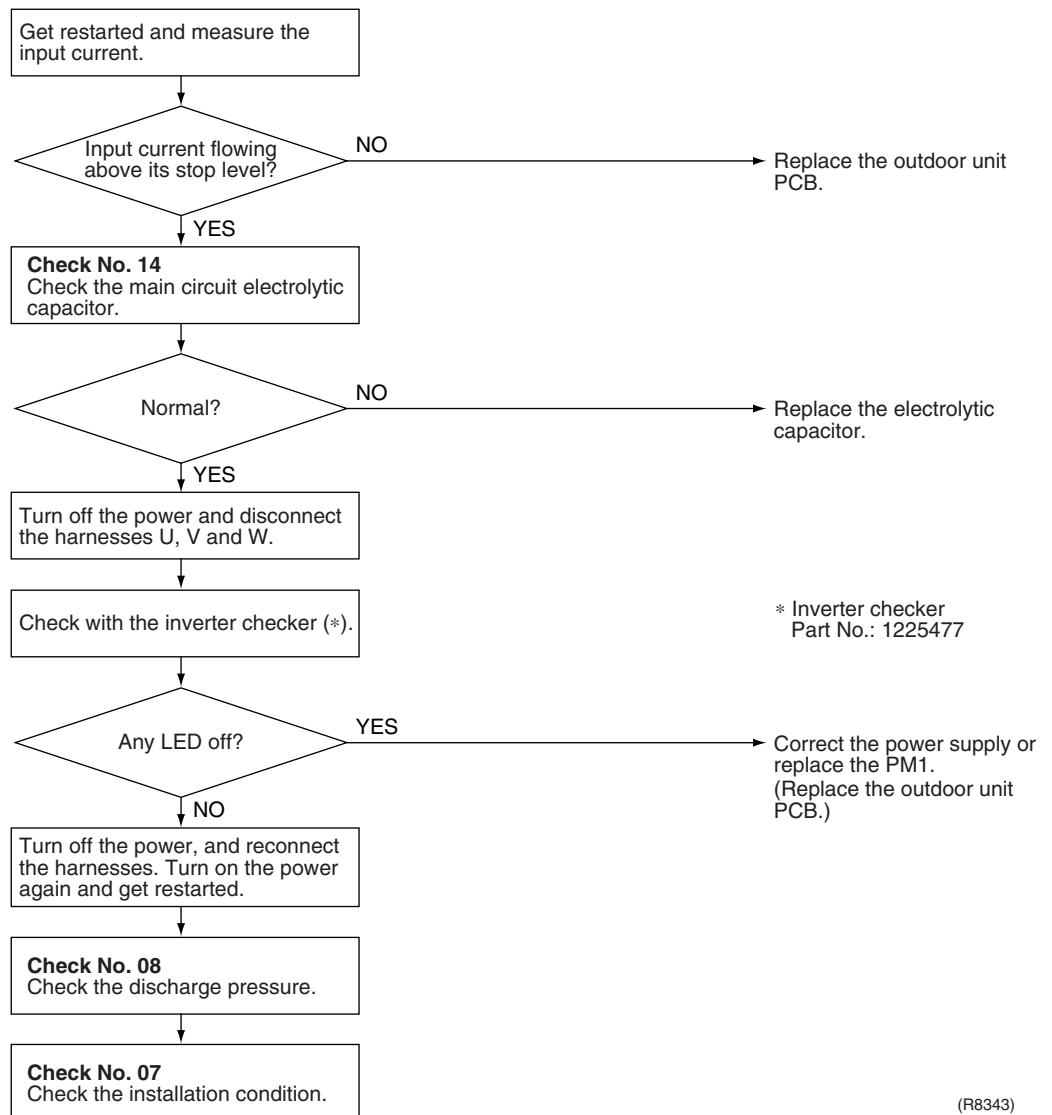 Get restarted and measure the
input current.
Input current flowing
above its stop level?
NO
Replace the outdoor unit
PCB.
YES
Check No. 14
Check the main circuit electrolytic
capacitor.
Normal?
NO
Replace the electrolytic
capacitor.
YES
Turn off the power and disconnect
the harnesses U, V and W.
Check with the inverter checker (*).
* Inverter checker
Part No.: 1225477
Any LED off?
YES
Correct the power supply or
replace the PM1.
(Replace the outdoor unit
PCB.)
NO
Turn off the power, and reconnect
the harnesses. Turn on the power
again and get restarted.
Check No. 08
Check the discharge pressure.
Check No. 07
Check the installation condition.
(R8343)